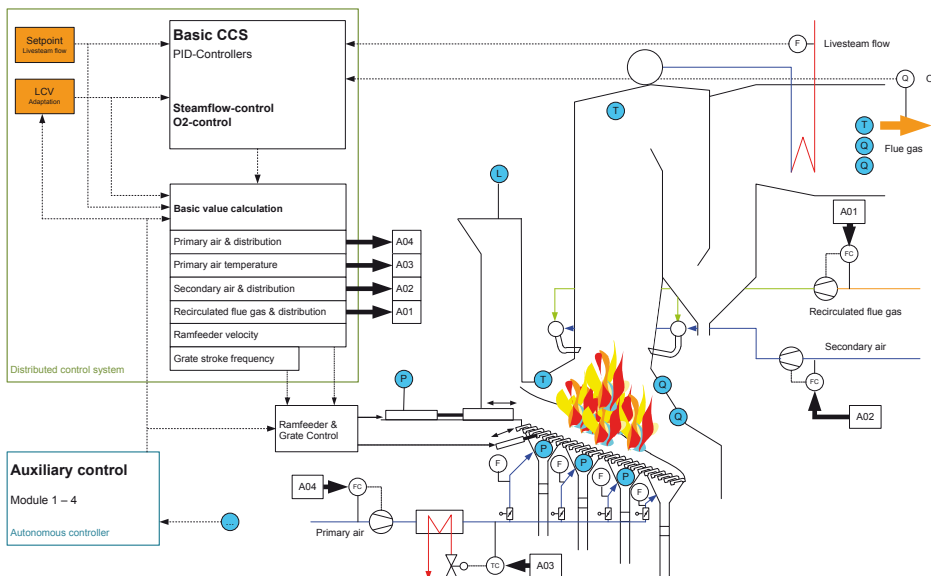 Setpoint
Livesteam flow
LCV
Adaptation
Basic CCS
PID-Controllers
Steamflow-control
O2-control
Basic value calculation
Primary air & distribution
Primary air temperature
Secondary air & distribution
Recirculated flue gas & distribution
Ramfeeder velocity
Grate stroke frequency
Distributed control system
A04
A03
A02
A01
Ramfeeder &
Grate Control
Auxiliary control
Module 1 – 4
Autonomous controller
...
F
Livesteam flow
Q
T
Q
Q
Flue gas
T
L
A01
FC
Recirculated flue gas
Secondary air
FC
A02
P
T
Q
Q
F
P
F
P
F
P
F
A04
FC
Primary air
TC
A03